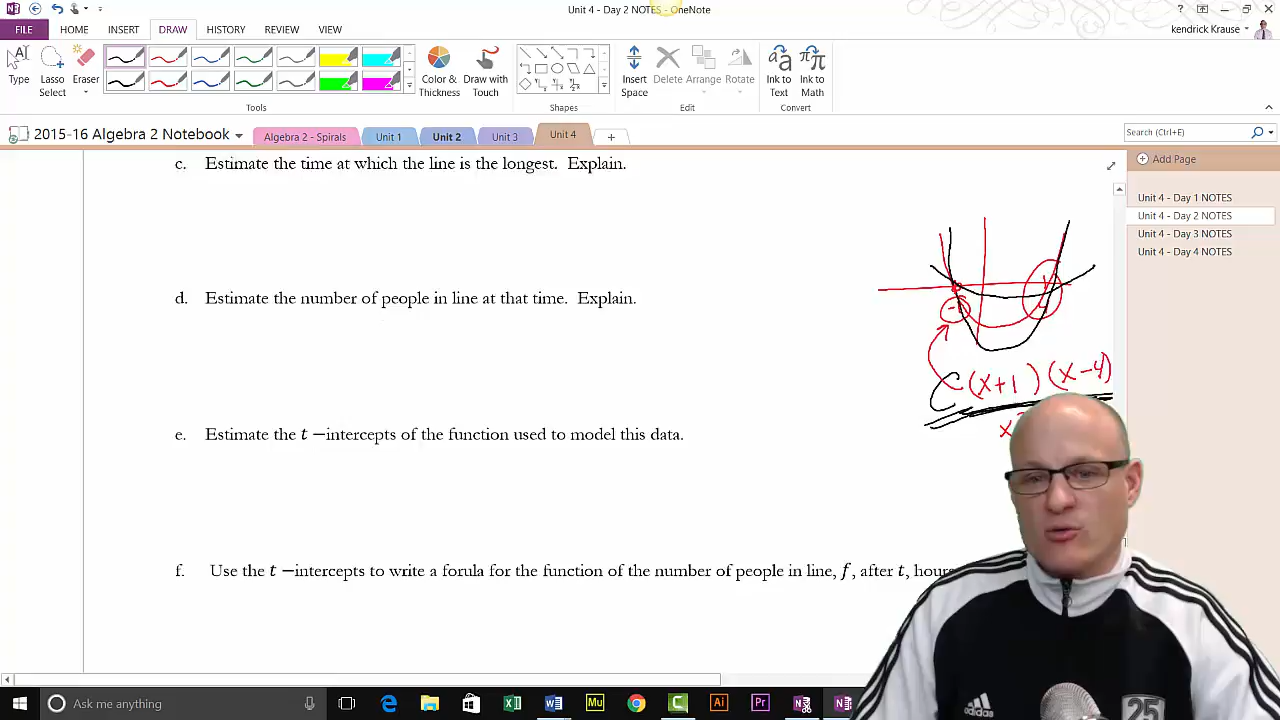 Unit 4 - Day 2 NOTES - OneNote
FILE HOME INSERT DRAW HISTORY REVIEW VIEW
kendrick Krause
Type Lasso Select Eraser
Color & Thickness Draw with Touch
Insert Space Delete Arrange Rotate
Ink to Text Ink to Math
Tools Shapes Edit Convert
2015-16 Algebra 2 Notebook Algebra 2 - Spirals Unit 1 Unit 2 Unit 3 Unit 4
Search (Ctrl+E)
Add Page
Unit 4 - Day 1 NOTES
Unit 4 - Day 2 NOTES
Unit 4 - Day 3 NOTES
Unit 4 - Day 4 NOTES
c. Estimate the time at which the line is the longest. Explain.
d. Estimate the number of people in line at that time. Explain.
-1 4
C (x+1) (x-4)
e. Estimate the t −intercepts of the function used to model this data.
f. Use the t −intercepts to write a forula for the function of the number of people in line, f, after t, hours
Ask me anything
Mu Ai Pr
adidas
25